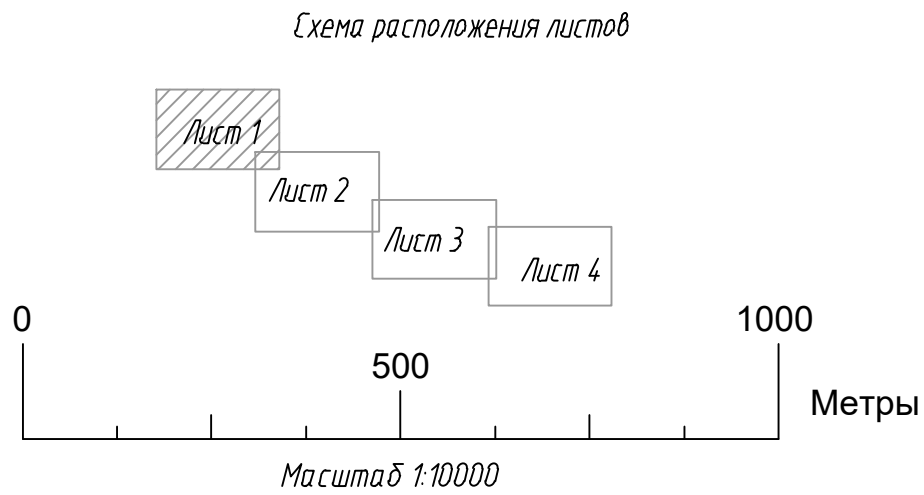 Схема расположения листов
Лист 1
Лист 2
Лист 3
Лист 4
0
1000
500
Метры
Масштаб 1:10000